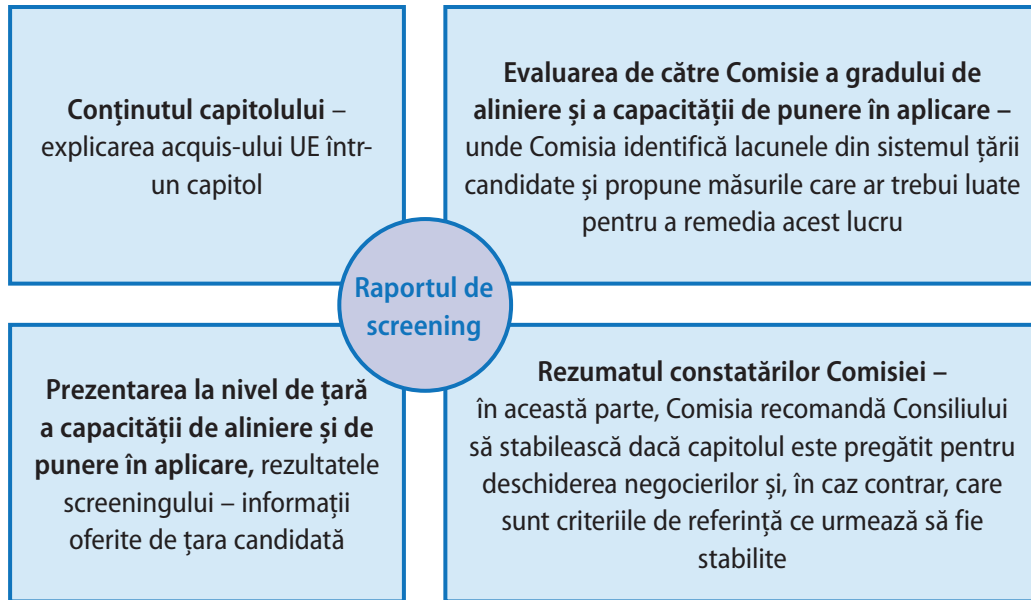 Conținutul capitolului –
explicarea acquis-ului UE într-
un capitol
Evaluarea de către Comisie a gradului de
aliniere și a capacității de punere în aplicare –
unde Comisia identifică lacunele din sistemul țării
candidate și propune măsurile care ar trebui luate
pentru a remedia acest lucru
Raportul de
screening
Prezentarea la nivel de țară
a capacității de aliniere și de
punere în aplicare, rezultatele
screeningului – informații
oferite de țara candidată
Rezumatul constatărilor Comisiei –
în această parte, Comisia recomandă Consiliului
să stabilească dacă capitolul este pregătit pentru
deschiderea negocierilor și, în caz contrar, care
sunt criteriile de referință ce urmează să fie
stabilite